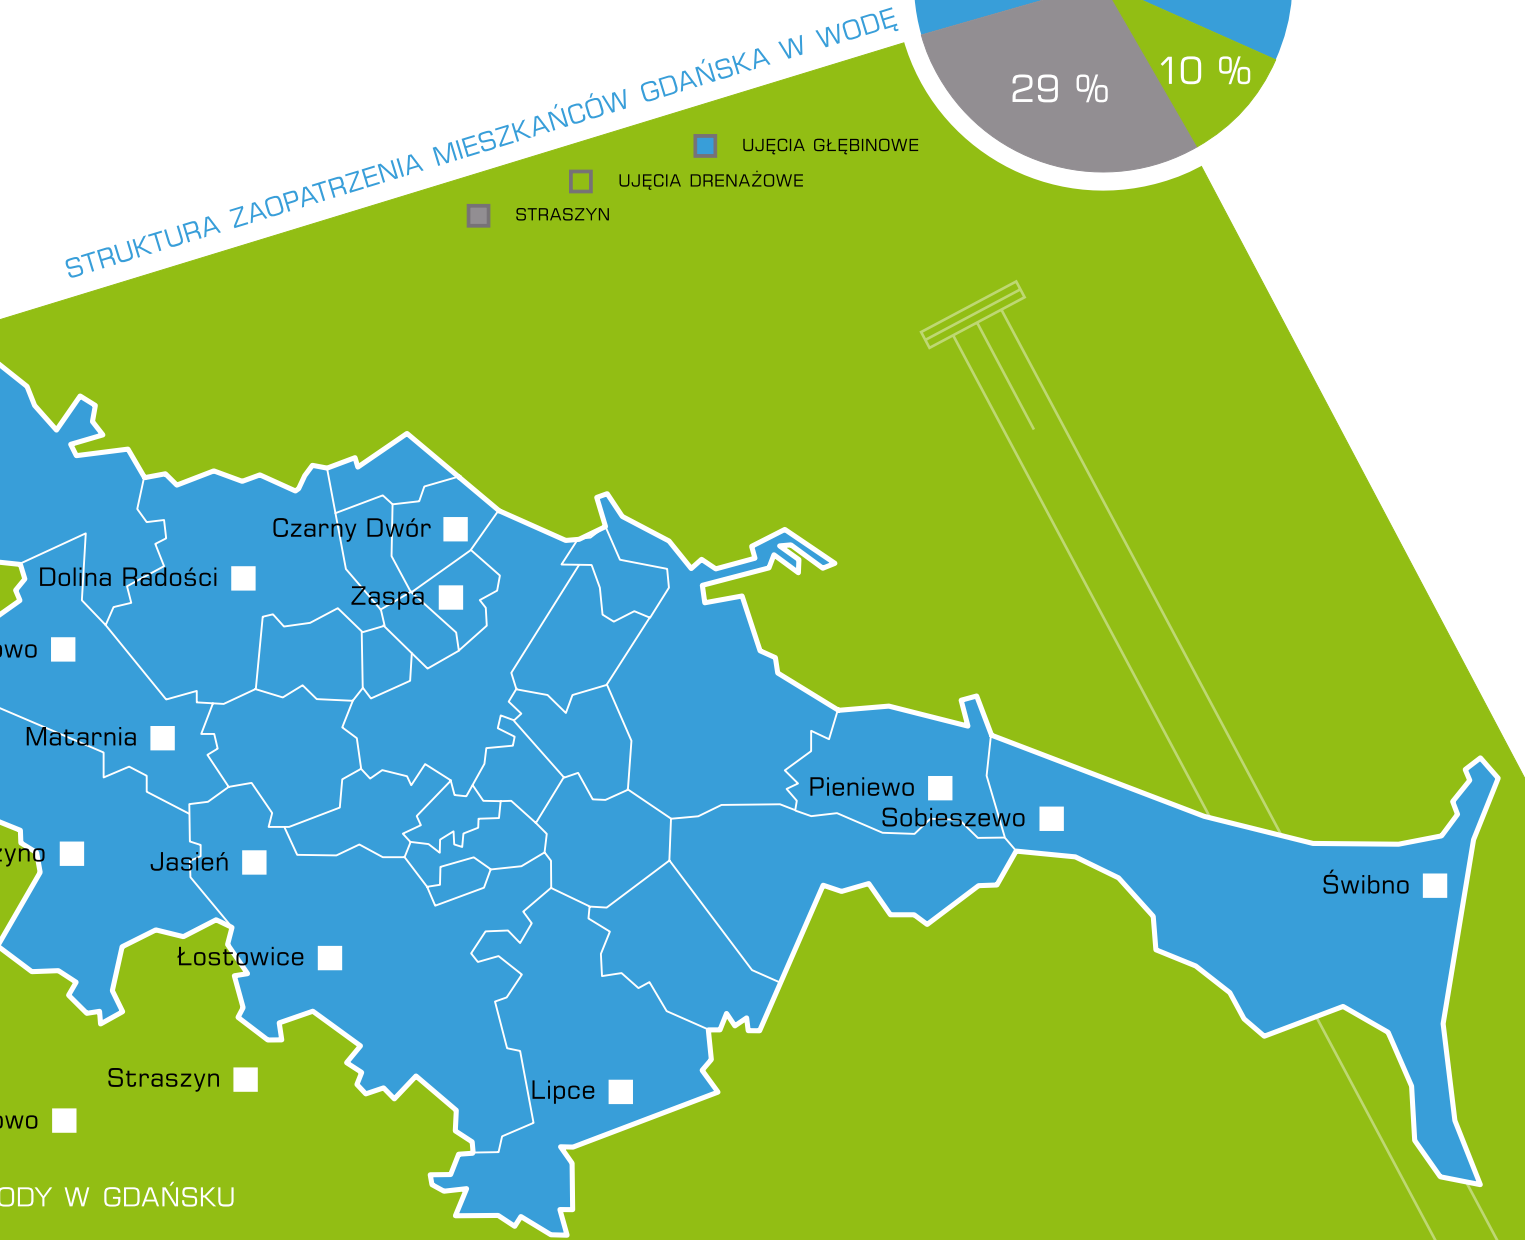 STRUKTURA ZAOPATRZENIA MIESZKAŃCÓW GDAŃSKA W WODĘ
29 %
10 %
UJĘCIA GŁĘBINOWE
UJĘCIA DRENAŻOWE
STRASZYN
Czarny Dwór
Dolina Radości
Zaspa
Matarnia
Pieniewo
Sobieszewo
Jasień
Świbno
Łostowice
Straszyn
Lipce
W GDAŃSKU